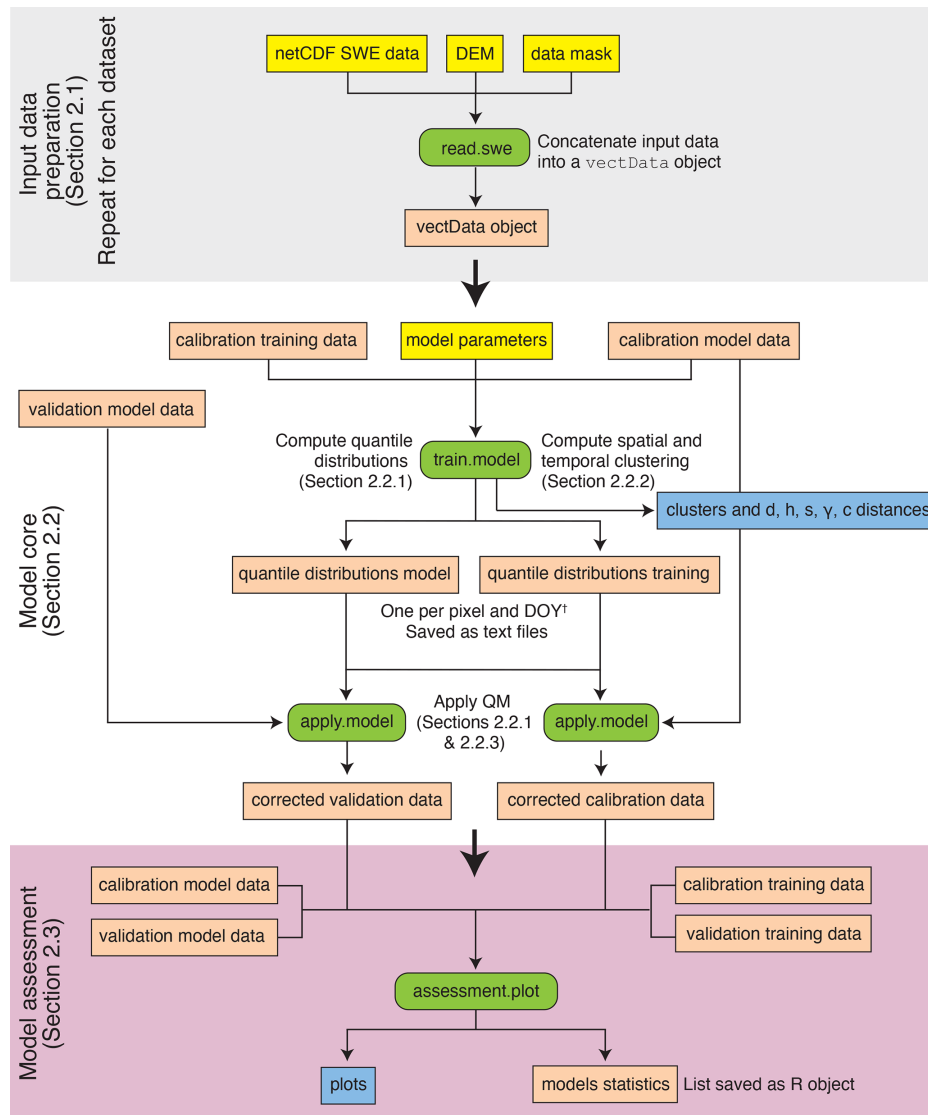 Input data
preparation
(Section 2.1)
Repeat for each dataset
netCDF SWE data
DEM
data mask
read.swe
Concatenate input data
into a vectData object
vectData object
calibration training data
model parameters
calibration model data
validation model data
Model core
(Section 2.2)
Compute quantile
distributions
(Section 2.2.1)
train.model
Compute spatial and
temporal clustering
(Section 2.2.2)
clusters and d, h, s, γ, c distances
quantile distributions model
quantile distributions training
One per pixel and DOY†
Saved as text files
apply.model
Apply QM
(Sections 2.2.1
& 2.2.3)
apply.model
corrected validation data
corrected calibration data
Model assessment
(Section 2.3)
calibration model data
validation model data
calibration training data
validation training data
assessment.plot
plots
models statistics
List saved as R object